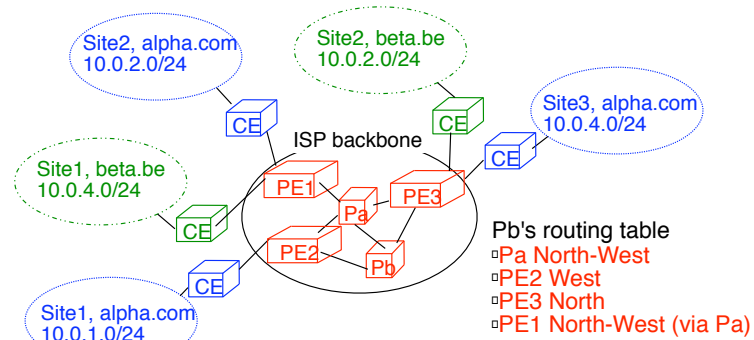 Site2, alpha.com
10.0.2.0/24
Site2, beta.be
10.0.2.0/24
Site3, alpha.com
10.0.4.0/24
CE
CE
CE
ISP backbone
Site1, beta.be
10.0.4.0/24
PE1
PE3
Pa
CE
PE2
Pb
CE
Site1, alpha.com
10.0.1.0/24
Pb's routing table
Pa North-West
PE2 West
PE3 North
PE1 North-West (via Pa)